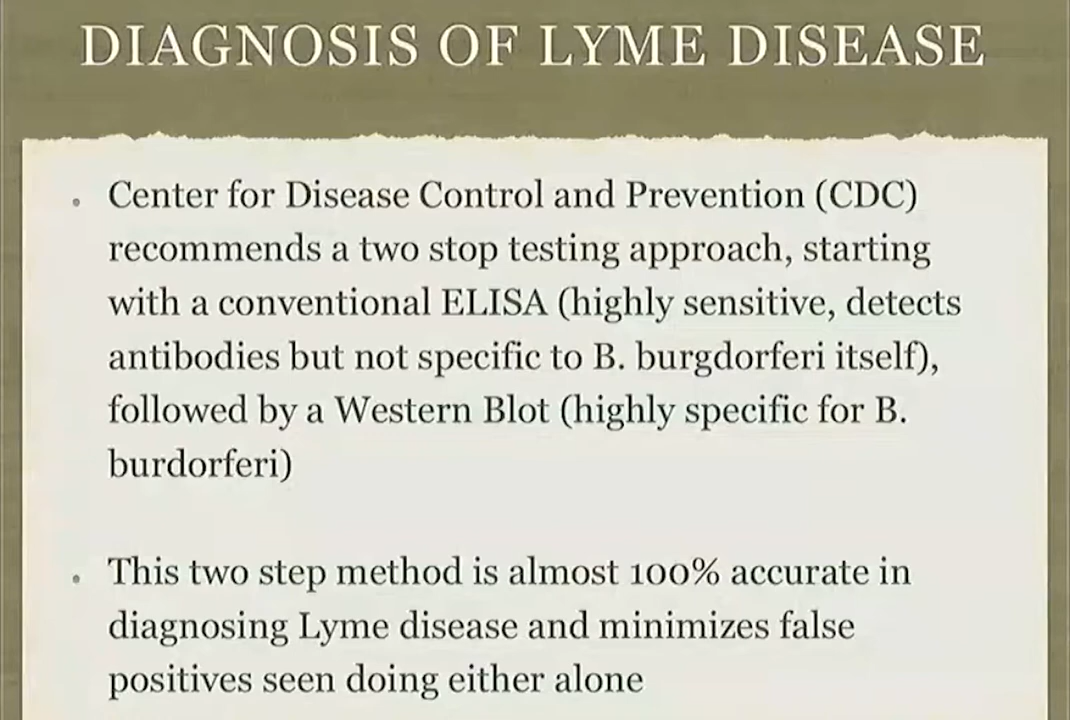 DIAGNOSIS OF LYME DISEASE
• Center for Disease Control and Prevention (CDC)
recommends a two stop testing approach, starting
with a conventional ELISA (highly sensitive, detects
antibodies but not specific to B. burgdorferi itself),
followed by a Western Blot (highly specific for B.
burdorferi)
• This two step method is almost 100% accurate in
diagnosing Lyme disease and minimizes false
positives seen doing either alone